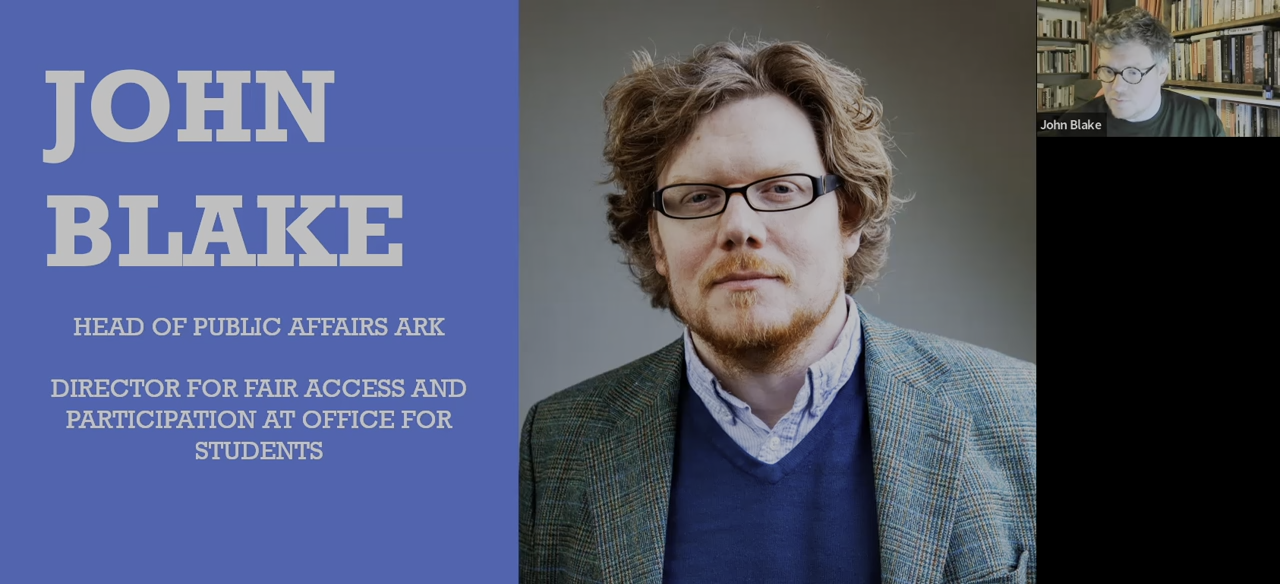 JOHN
BLAKE
HEAD OF PUBLIC AFFAIRS ARK
DIRECTOR FOR FAIR ACCESS AND
PARTICIPATION AT OFFICE FOR
STUDENTS
John Blake